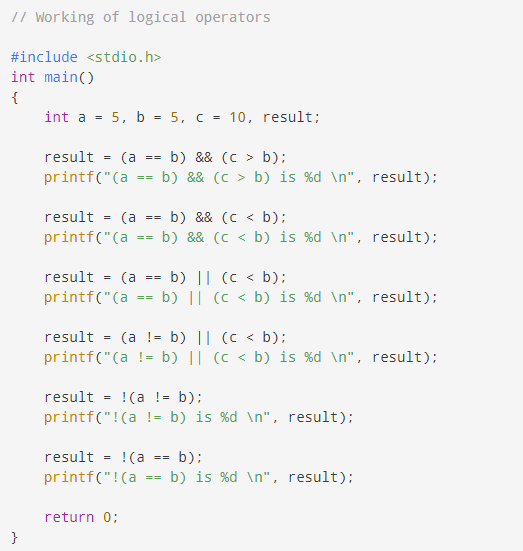 // Working of logical operators

#include <stdio.h>
int main()
{
    int a = 5, b = 5, c = 10, result;

    result = (a == b) && (c > b);
    printf("(a == b) && (c > b) is %d \n", result);

    result = (a == b) && (c < b);
    printf("(a == b) && (c < b) is %d \n", result);

    result = (a == b) || (c < b);
    printf("(a == b) || (c < b) is %d \n", result);

    result = (a != b) || (c < b);
    printf("(a != b) || (c < b) is %d \n", result);

    result = !(a != b);
    printf("!(a != b) is %d \n", result);

    result = !(a == b);
    printf("!(a == b) is %d \n", result);

    return 0;
}